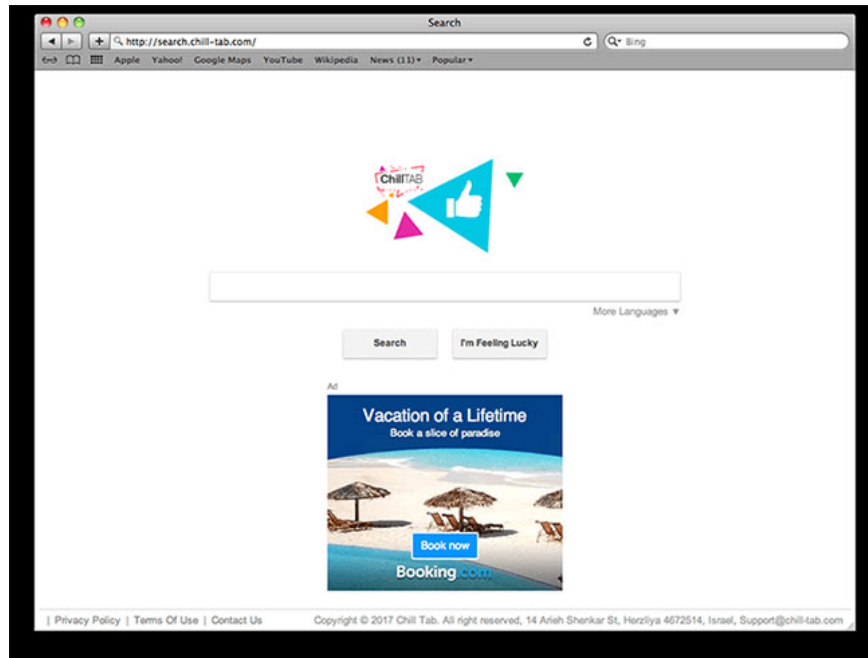 Search
http://search.chill-tab.com/
Bing
Apple Yahoo! Google Maps YouTube Wikipedia News (11) Popular
ChillTAB
More Languages ▼
Search I'm Feeling Lucky
Ad
Vacation of a Lifetime
Book a slice of paradise
Book now
Booking.com
| Privacy Policy | Terms Of Use | Contact Us Copyright © 2017 Chill Tab. All right reserved, 14 Arieh Shenkar St, Herzliya 4672514, Israel, Support@chill-tab.com